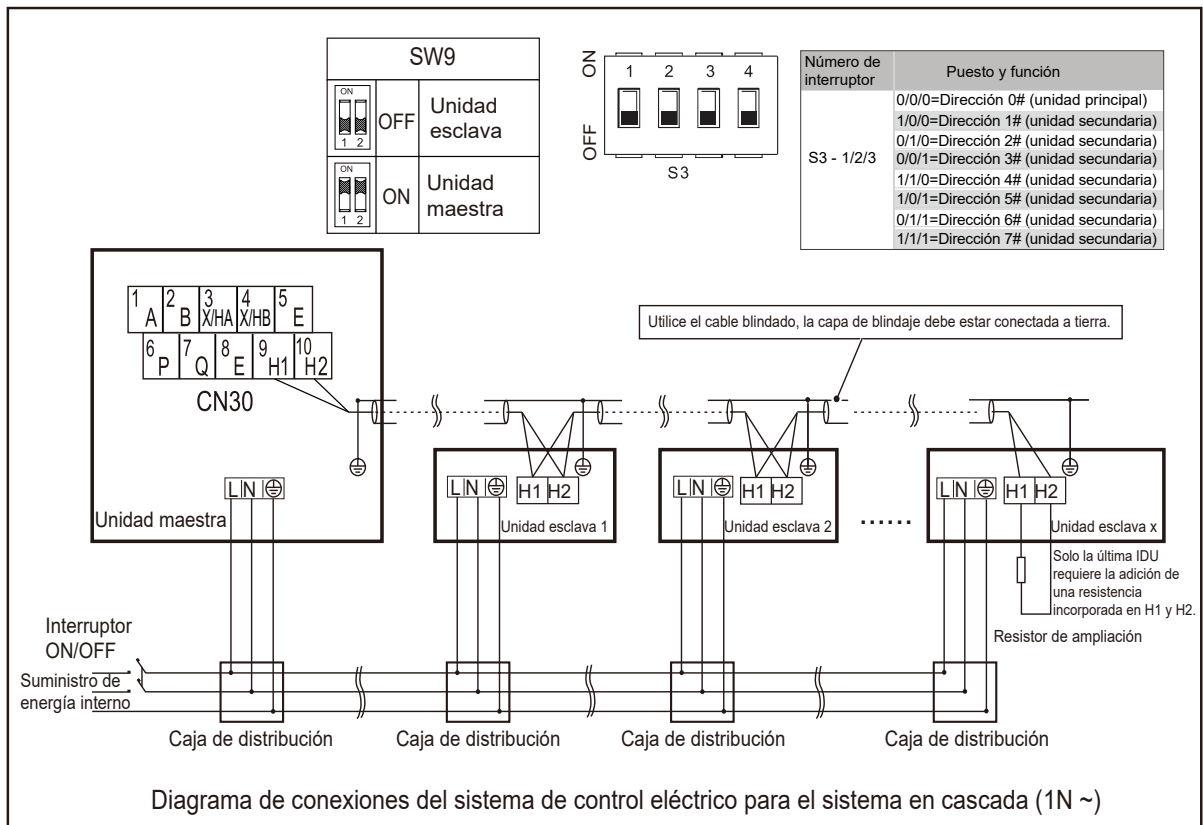 SW9
ON
1 2
OFF
Unidad
esclava
ON
1 2
ON
Unidad
maestra
ON
OFF
1 2 3 4
S3
Número de
interruptor
Puesto y función
S3 - 1/2/3
0/0/0=Dirección 0# (unidad principal)
1/0/0=Dirección 1# (unidad secundaria)
0/1/0=Dirección 2# (unidad secundaria)
0/0/1=Dirección 3# (unidad secundaria)
1/1/0=Dirección 4# (unidad secundaria)
1/0/1=Dirección 5# (unidad secundaria)
0/1/1=Dirección 6# (unidad secundaria)
1/1/1=Dirección 7# (unidad secundaria)
1 A 2 B 3 X/HA 4 X/HB 5 E
6 P 7 Q 8 E 9 H1 10 H2
CN30
Utilice el cable blindado, la capa de blindaje debe estar conectada a tierra.
L N
Unidad maestra
L N
H1 H2
Unidad esclava 1
L N
H1 H2
Unidad esclava 2
......
L N
H1 H2
Unidad esclava x
Solo la última IDU
requiere la adición de
una resistencia
incorporada en H1 y H2.
Resistor de ampliación
Interruptor
ON/OFF
Suministro de
energía interno
Caja de distribución
Caja de distribución
Caja de distribución
Caja de distribución
Diagrama de conexiones del sistema de control eléctrico para el sistema en cascada (1N ~)